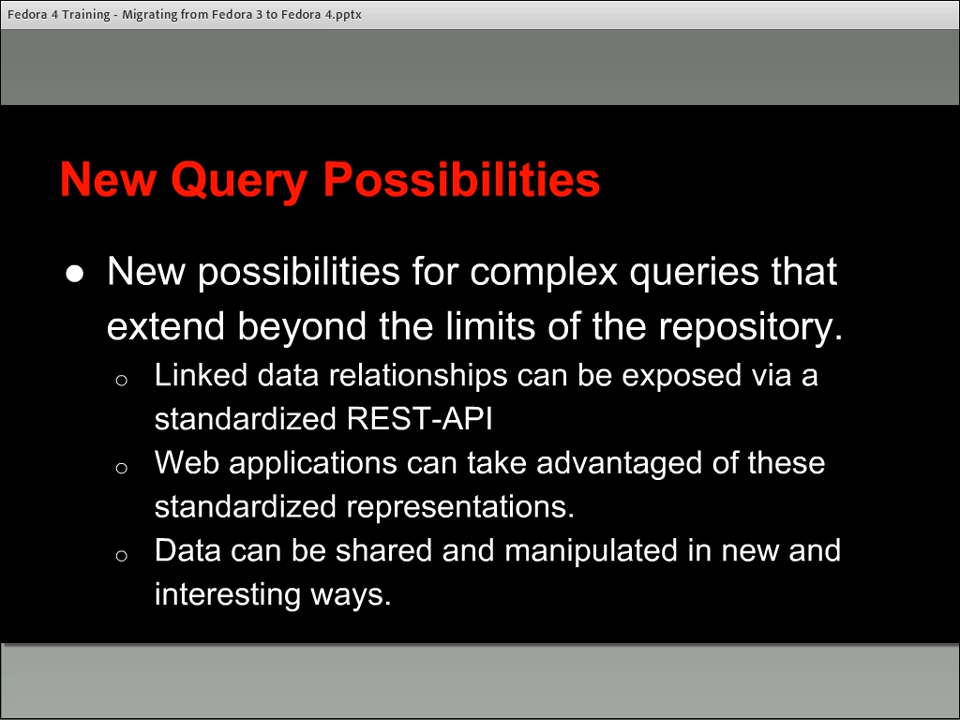 Fedora 4 Training - Migrating from Fedora 3 to Fedora 4.pptx
New Query Possibilities
● New possibilities for complex queries that
extend beyond the limits of the repository.
o Linked data relationships can be exposed via a
standardized REST-API
o Web applications can take advantaged of these
standardized representations.
o Data can be shared and manipulated in new and
interesting ways.